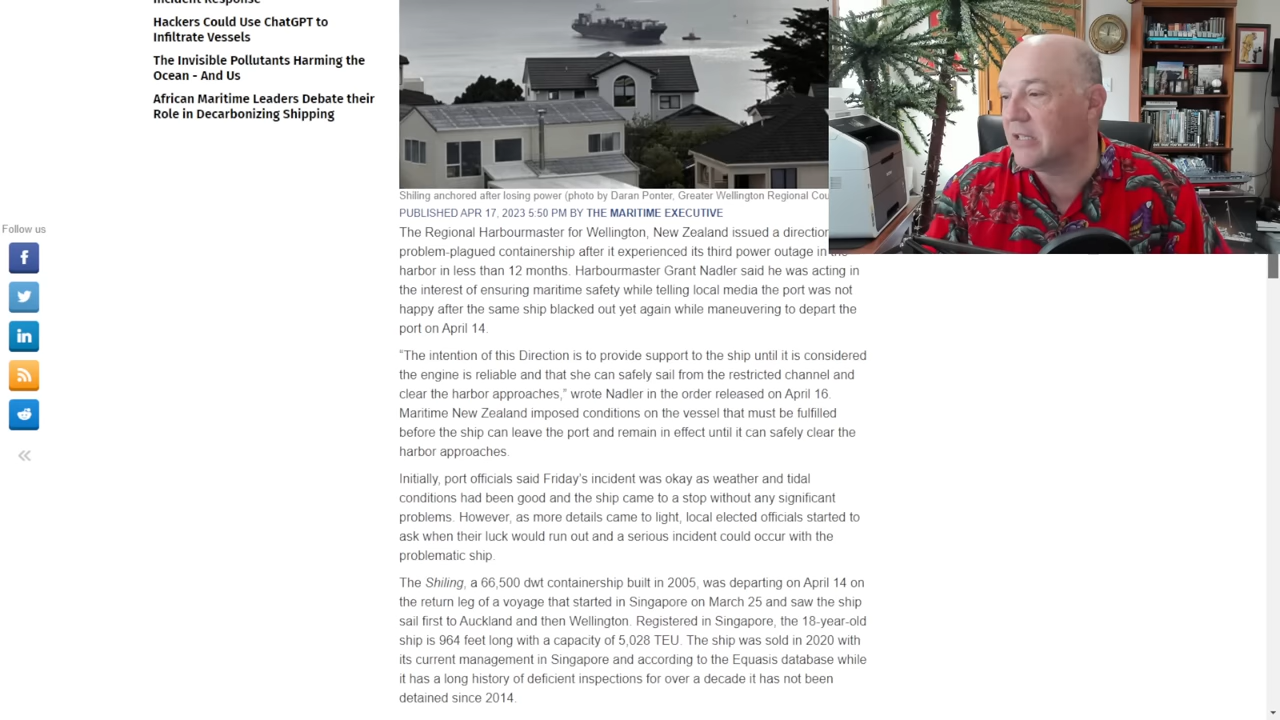 Incident Response
Hackers Could Use ChatGPT to
Infiltrate Vessels
The Invisible Pollutants Harming the
Ocean - And Us
African Maritime Leaders Debate their
Role in Decarbonizing Shipping
Follow us
Shiling anchored after losing power (photo by Daran Ponter, Greater Wellington Regional Cou
PUBLISHED APR 17, 2023 5:50 PM BY THE MARITIME EXECUTIVE
The Regional Harbourmaster for Wellington, New Zealand issued a direction
problem-plagued containership after it experienced its third power outage in the
harbor in less than 12 months. Harbourmaster Grant Nadler said he was acting in
the interest of ensuring maritime safety while telling local media the port was not
happy after the same ship blacked out yet again while maneuvering to depart the
port on April 14.
“The intention of this Direction is to provide support to the ship until it is considered
the engine is reliable and that she can safely sail from the restricted channel and
clear the harbor approaches,” wrote Nadler in the order released on April 16.
Maritime New Zealand imposed conditions on the vessel that must be fulfilled
before the ship can leave the port and remain in effect until it can safely clear the
harbor approaches.
Initially, port officials said Friday’s incident was okay as weather and tidal
conditions had been good and the ship came to a stop without any significant
problems. However, as more details came to light, local elected officials started to
ask when their luck would run out and a serious incident could occur with the
problematic ship.
The Shiling, a 66,500 dwt containership built in 2005, was departing on April 14 on
the return leg of a voyage that started in Singapore on March 25 and saw the ship
sail first to Auckland and then Wellington. Registered in Singapore, the 18-year-old
ship is 964 feet long with a capacity of 5,028 TEU. The ship was sold in 2020 with
its current management in Singapore and according to the Equasis database while
it has a long history of deficient inspections for over a decade it has not been
detained since 2014.